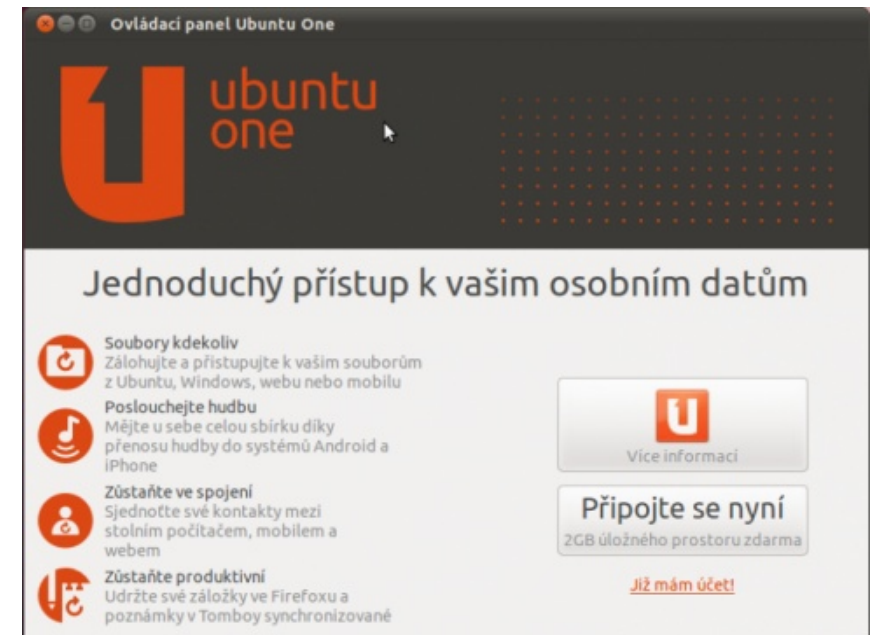 Ovládací panel Ubuntu One
ubuntu
one
Jednoduchý přístup k vašim osobním datům
Soubory kdekoliv
Zálohujte a přistupujte k vašim souborům
z Ubuntu, Windows, webu nebo mobilu
Poslouchejte hudbu
Mějte u sebe celou sbírku díky
přenosu hudby do systémů Android a
iPhone
Zůstaňte ve spojení
Sjednoťte své kontakty mezi
stolním počítačem, mobilem a
webem
Zůstaňte produktivní
Udržte své záložky ve Firefoxu a
poznámky v Tomboy synchronizované
Více informací
Připojte se nyní
2GB úložného prostoru zdarma
Již mám účet!